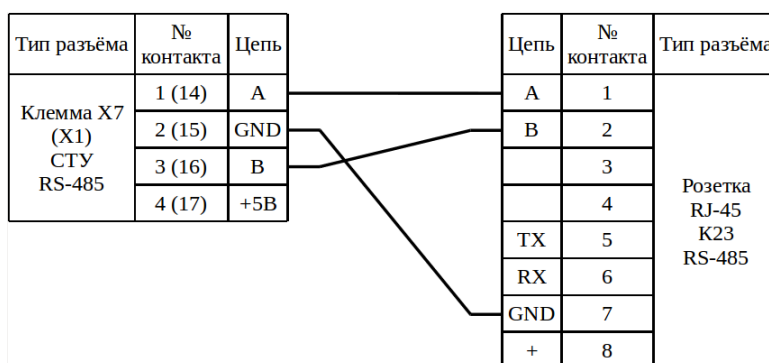 Тип разъёма
№
контакта
Цепь
Клемма X7
(X1)
СТУ
RS-485
1 (14)
A
2 (15)
GND
3 (16)
B
4 (17)
+5В
Цепь
№
контакта
Тип разъёма
A
1
B
2
3
4
TX
5
RX
6
GND
7
+
8
Розетка
RJ-45
К23
RS-485